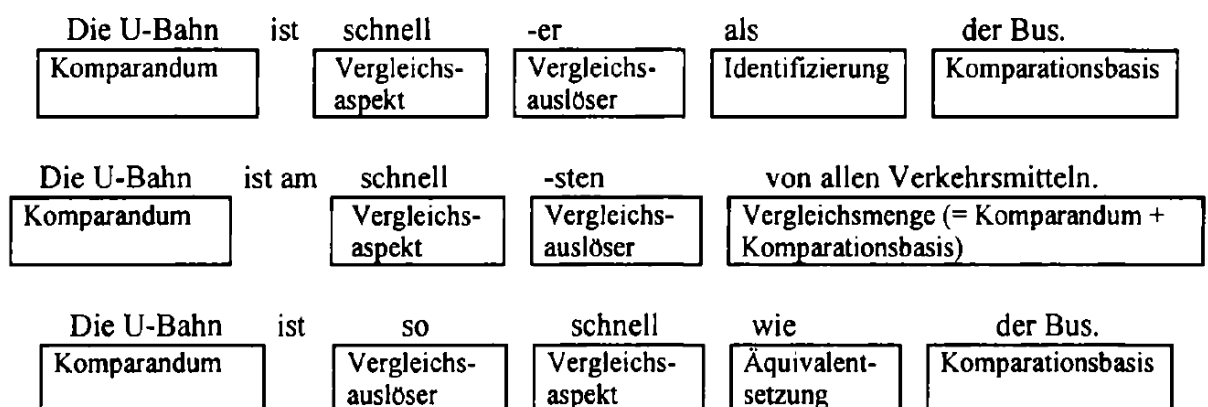 Die U-Bahn ist schnell -er als der Bus.
Komparandum Vergleichs- Vergleichs- Identifizierung Komparationsbasis
aspekt auslöser
Die U-Bahn ist am schnell -sten von allen Verkehrsmitteln.
Komparandum Vergleichs- Vergleichs- Vergleichsmenge (= Komparandum +
aspekt auslöser Komparationsbasis)
Die U-Bahn ist so schnell wie der Bus.
Komparandum Vergleichs- Vergleichs- Äquivalent- Komparationsbasis
auslöser aspekt setzung